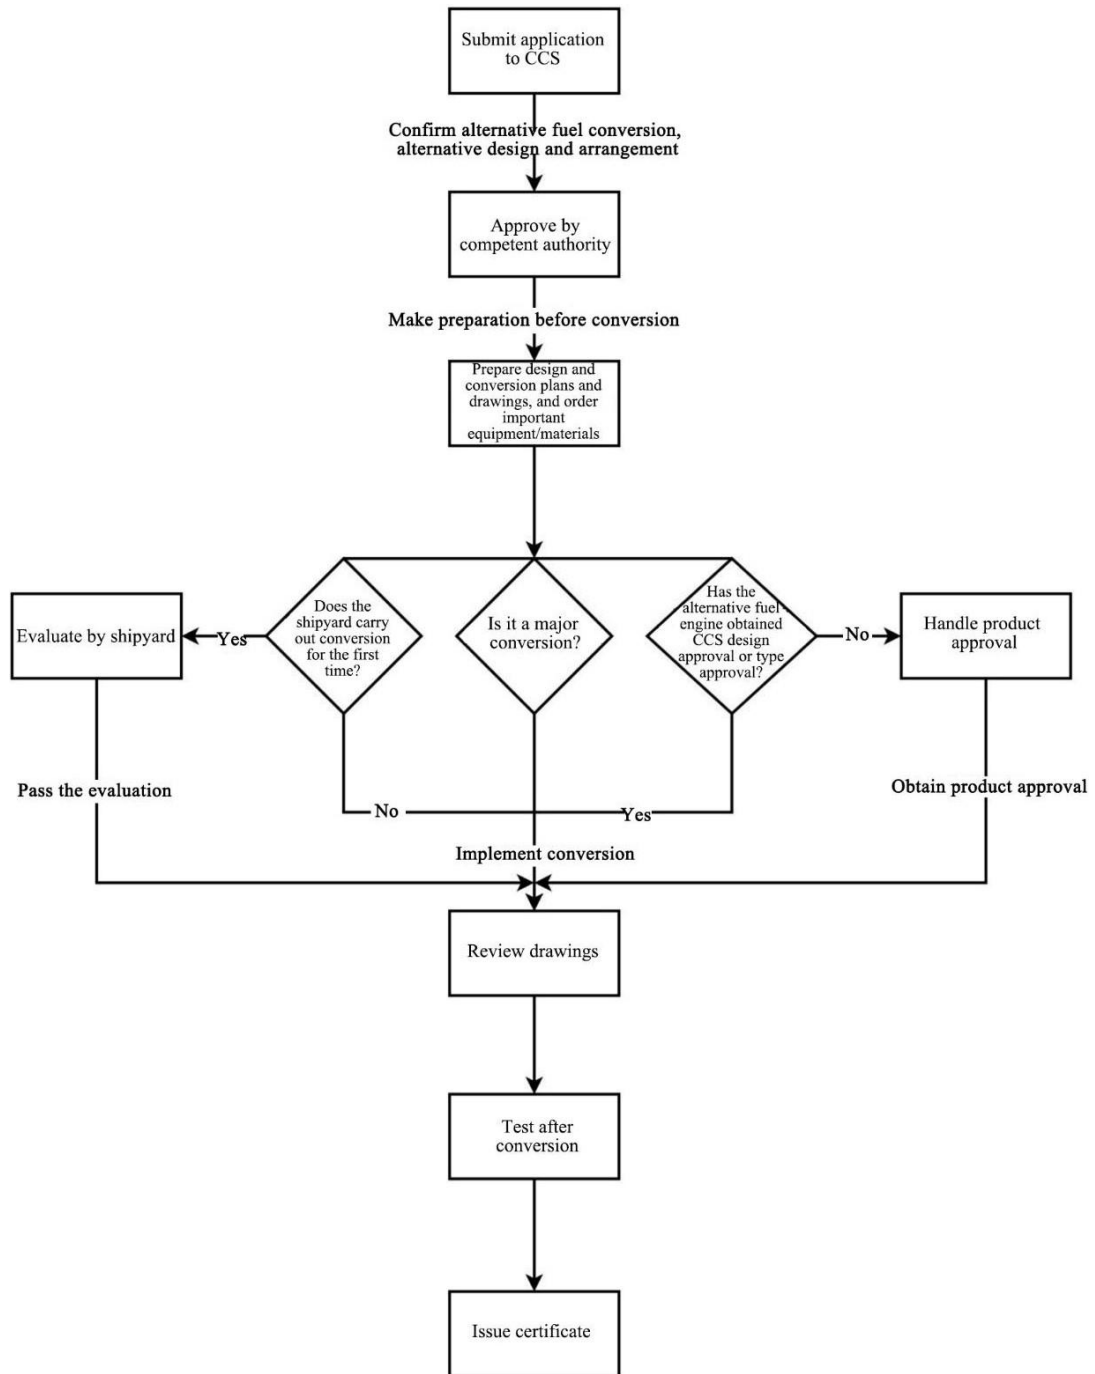 Submit application
to CCS
Confirm alternative fuel conversion,
alternative design and arrangement
Approve by
competent authority
Make preparation before conversion
Prepare design and
conversion plans and
drawings, and order
important
equipment/materials
Does the
shipyard carry
out conversion
for the first
time?
Is it a major
conversion?
Has the
alternative fuel
engine obtained
CCS design
approval or type
approval?
Evaluate by shipyard
Yes
No
Handle product
approval
Pass the evaluation
No
Yes
Obtain product approval
Implement conversion
Review drawings
Test after
conversion
Issue certificate